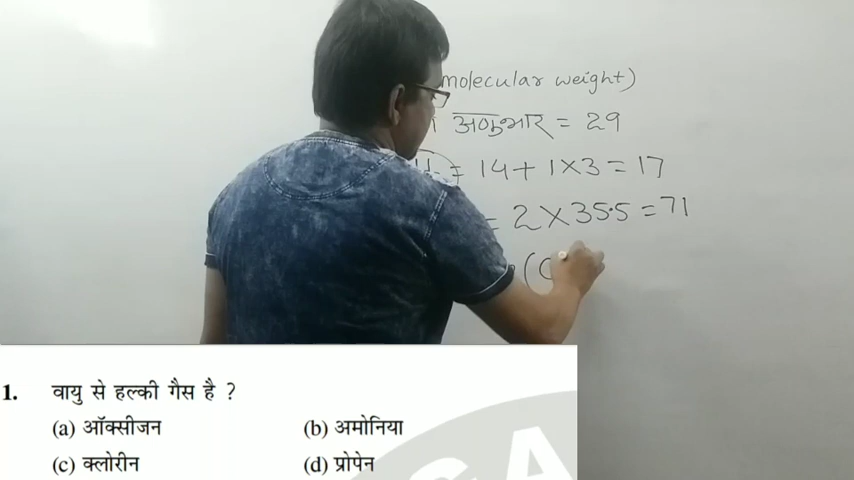 molecular weight)
अणुभार = 29
= 14 + 1 × 3 = 17
= 2 × 35.5 = 71
(C
1. वायु से हल्की गैस है ?
(a) ऑक्सीजन (b) अमोनिया
(c) क्लोरीन (d) प्रोपेन